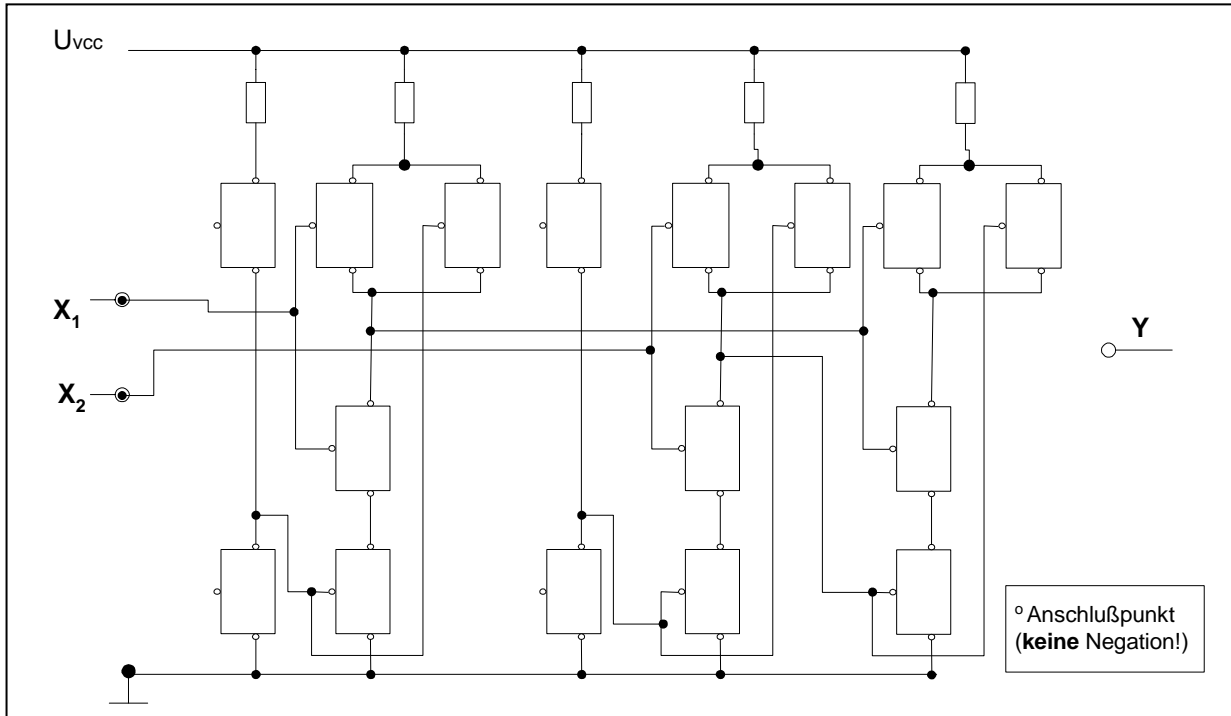 Uvcc
X1
Y
X2
o Anschlußpunkt
(keine Negation!)